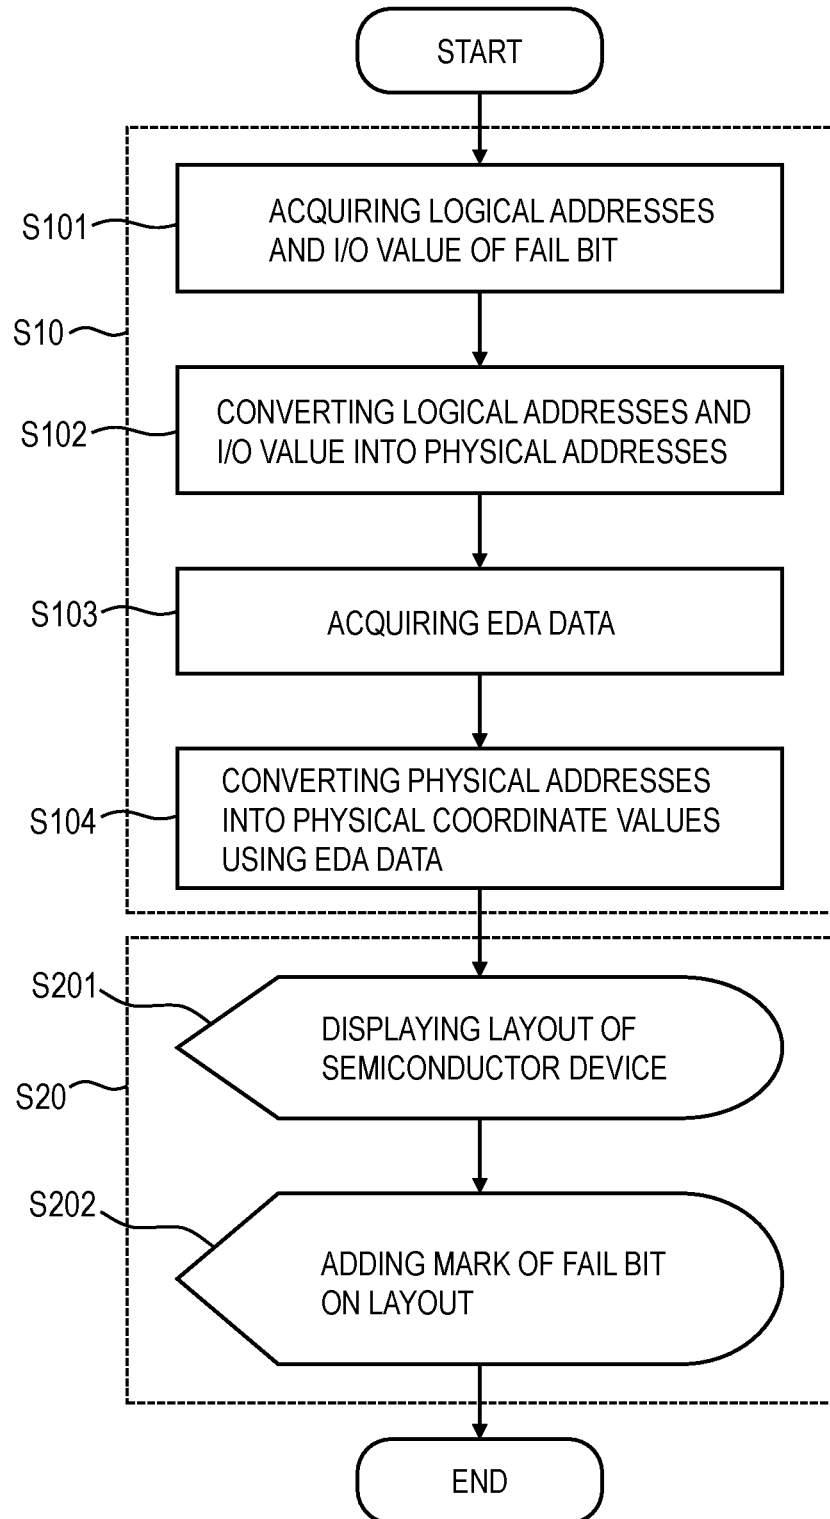 START
S101
ACQUIRING LOGICAL ADDRESSES
AND I/O VALUE OF FAIL BIT
S10
S102
CONVERTING LOGICAL ADDRESSES AND
I/O VALUE INTO PHYSICAL ADDRESSES
S103
ACQUIRING EDA DATA
S104
CONVERTING PHYSICAL ADDRESSES
INTO PHYSICAL COORDINATE VALUES
USING EDA DATA
S201
DISPLAYING LAYOUT OF
SEMICONDUCTOR DEVICE
S20
S202
ADDING MARK OF FAIL BIT
ON LAYOUT
END